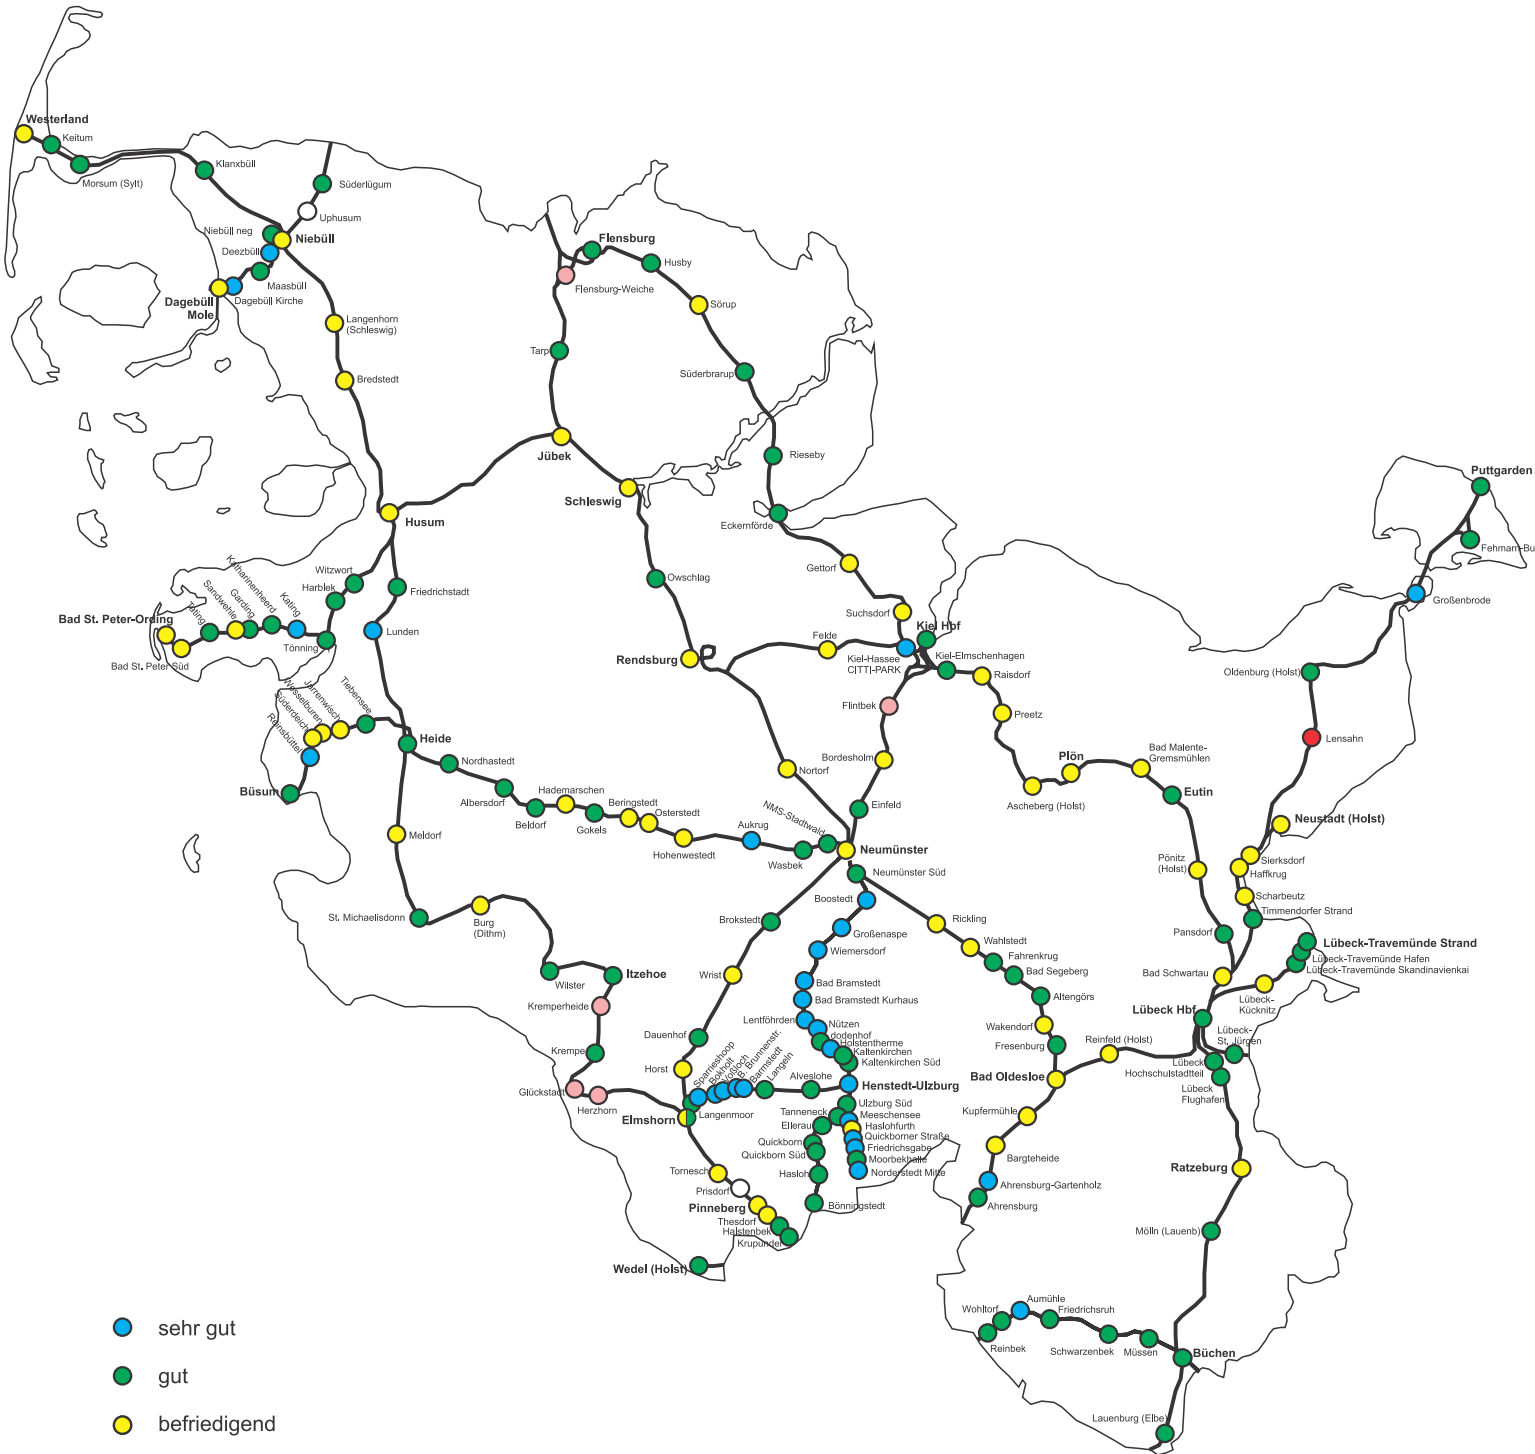 Westerland
Keitum
Morsum (Sylt)
Klanxbüll
Süderlügum
Uphusum
Niebüll neg
Niebüll
Deezbüll
Maasbüll
Dagebüll Kirche
Dagebüll
Mole
Langenhorn
(Schleswig)
Bredstedt
Flensburg
Flensburg-Weiche
Husby
Sörup
Tarp
Süderbrarup
Jübek
Rieseby
Schleswig
Eckernförde
Husum
Puttgarden
Fehmarn-Bu
Großenbrode
Gettorf
Owschlag
Suchsdorf
Witzwort
Harblek
Friedrichstadt
Katharinenheerd
Kating
Garding
Sandwehle
Tating
Bad St. Peter-Ording
Bad St. Peter Süd
Tönning
Lunden
Rendsburg
Felde
Kiel Hbf
Kiel-Hassee
CITTI-PARK
Kiel-Elmschenhagen
Raisdorf
Oldenburg (Holst)
Flintbek
Preetz
Lensahn
Tiebensee
Jarrenwisch
Wesselburen
Süderdeich
Reinsbüttel
Büsum
Heide
Nordhastedt
Albersdorf
Beldorf
Hademarschen
Gokels
Beringstedt
Osterstedt
Hohenwestedt
Aukrug
Wasbek
NMS-Stadtwald
Nortorf
Bordesholm
Einfeld
Plön
Ascheberg (Holst)
Bad Malente-
Gremsmühlen
Eutin
Neustadt (Holst)
Meldorf
Neumünster
Neumünster Süd
Pönitz
(Holst)
Sierksdorf
Haffkrug
Scharbeutz
Timmendorfer Strand
St. Michaelisdonn
Burg
(Dithm)
Boostedt
Brokstedt
Großenaspe
Rickling
Pansdorf
Lübeck-Travemünde Strand
Lübeck-Travemünde Hafen
Lübeck-Travemünde Skandinavienkai
Wiemersdorf
Wahlstedt
Fahrenkrug
Bad Segeberg
Wilster
Itzehoe
Wrist
Bad Bramstedt
Bad Bramstedt Kurhaus
Altengörs
Bad Schwartau
Lübeck-
Kücknitz
Kremperheide
Lentföhrden
Nützen
dodenhof
Holstentherme
Kaltenkirchen
Kaltenkirchen Süd
Wakendorf
Fresenburg
Lübeck Hbf
Reinfeld (Holst)
Lübeck-
St. Jürgen
Lübeck
Hochschulstadtteil
Lübeck
Flughafen
Krempe
Dauenhof
Horst
Sparrieshoop
Bokholt
Voßloch
B. Brunnenstr.
Barmstedt
Langeln
Alveslohe
Henstedt-Ulzburg
Bad Oldesloe
Glückstadt
Herzhorn
Elmshorn
Langenmoor
Ulzburg Süd
Tanneneck
Meeschensee
Haslohfurth
Ellerau
Quickborner Straße
Quickborn
Friedrichsgabe
Quickborn Süd
Moorbekhalle
Hasloh
Norderstedt Mitte
Bönningstedt
Kupfermühle
Bargteheide
Ahrensburg-Gartenholz
Ahrensburg
Ratzeburg
Tornesch
Prisdorf
Pinneberg
Thesdorf
Halstenbek
Krupunder
Wedel (Holst)
Mölln (Lauenb)
Wohltorf
Aumühle
Friedrichsruh
Reinbek
Schwarzenbek
Müssen
Büchen
Lauenburg (Elbe)
sehr gut
gut
befriedigend